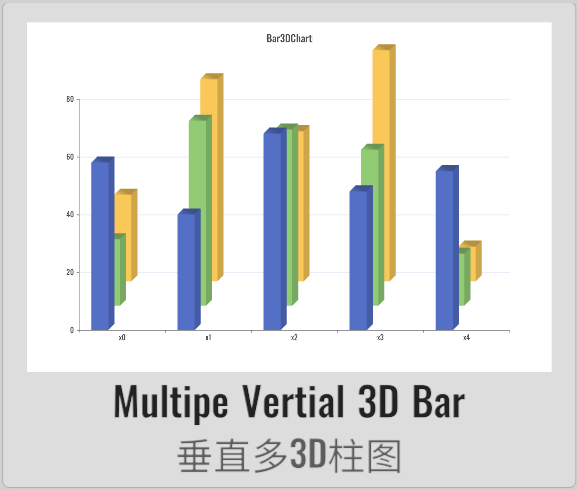 Bar3DChart
80
60
40
20
0
x0 x1 x2 x3 x4
Multipe Vertial 3D Bar
垂直多3D柱图